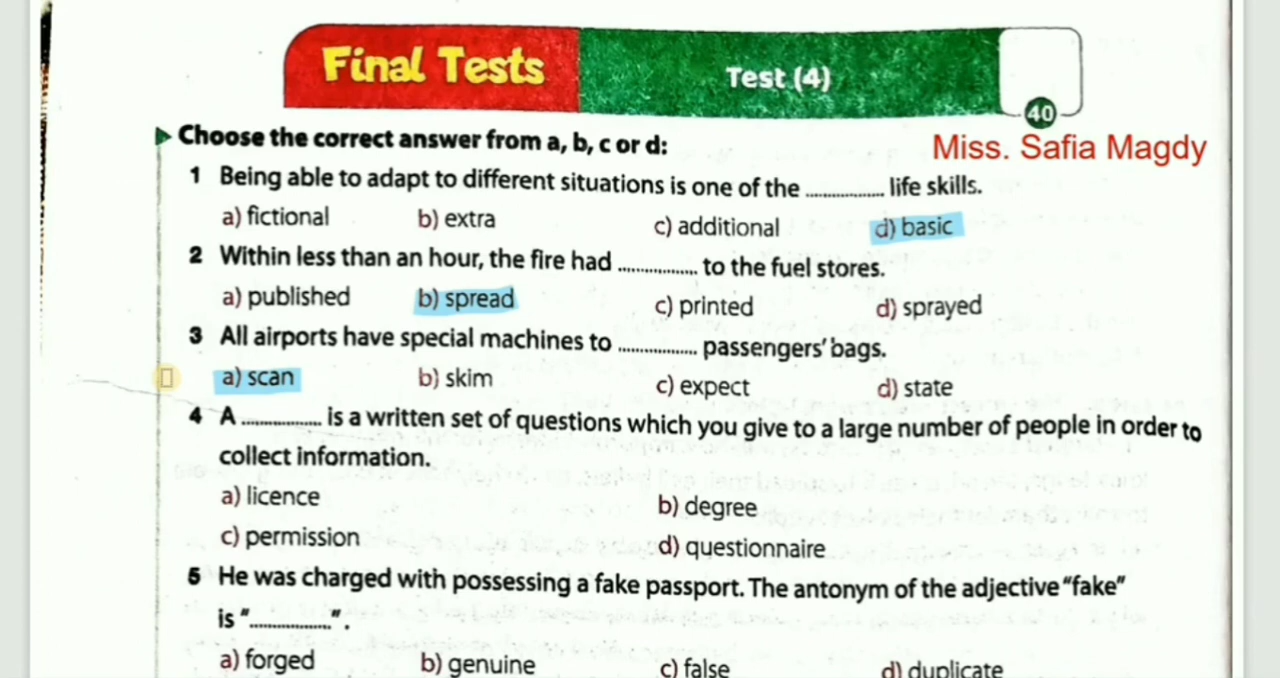 Final Tests
Test (4)
40
Choose the correct answer from a, b, c or d:
Miss. Safia Magdy
1 Being able to adapt to different situations is one of the ............... life skills.
a) fictional b) extra c) additional d) basic
2 Within less than an hour, the fire had ............... to the fuel stores.
a) published b) spread c) printed d) sprayed
3 All airports have special machines to ............... passengers' bags.
a) scan b) skim c) expect d) state
4 A ............... is a written set of questions which you give to a large number of people in order to
collect information.
a) licence b) degree
c) permission d) questionnaire
5 He was charged with possessing a fake passport. The antonym of the adjective "fake"
is "...............".
a) forged b) genuine c) false d) duplicate